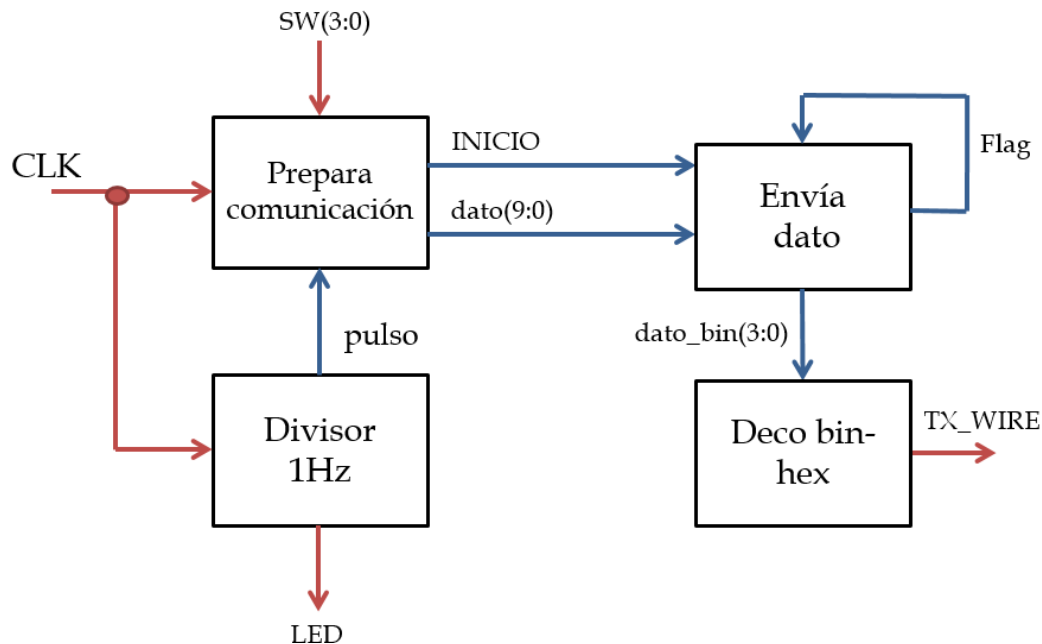 SW(3:0)
CLK
Prepara
comunicación
INICIO
dato(9:0)
Envía
dato
Flag
pulso
dato_bin(3:0)
Divisor
1Hz
Deco bin-
hex
TX_WIRE
LED